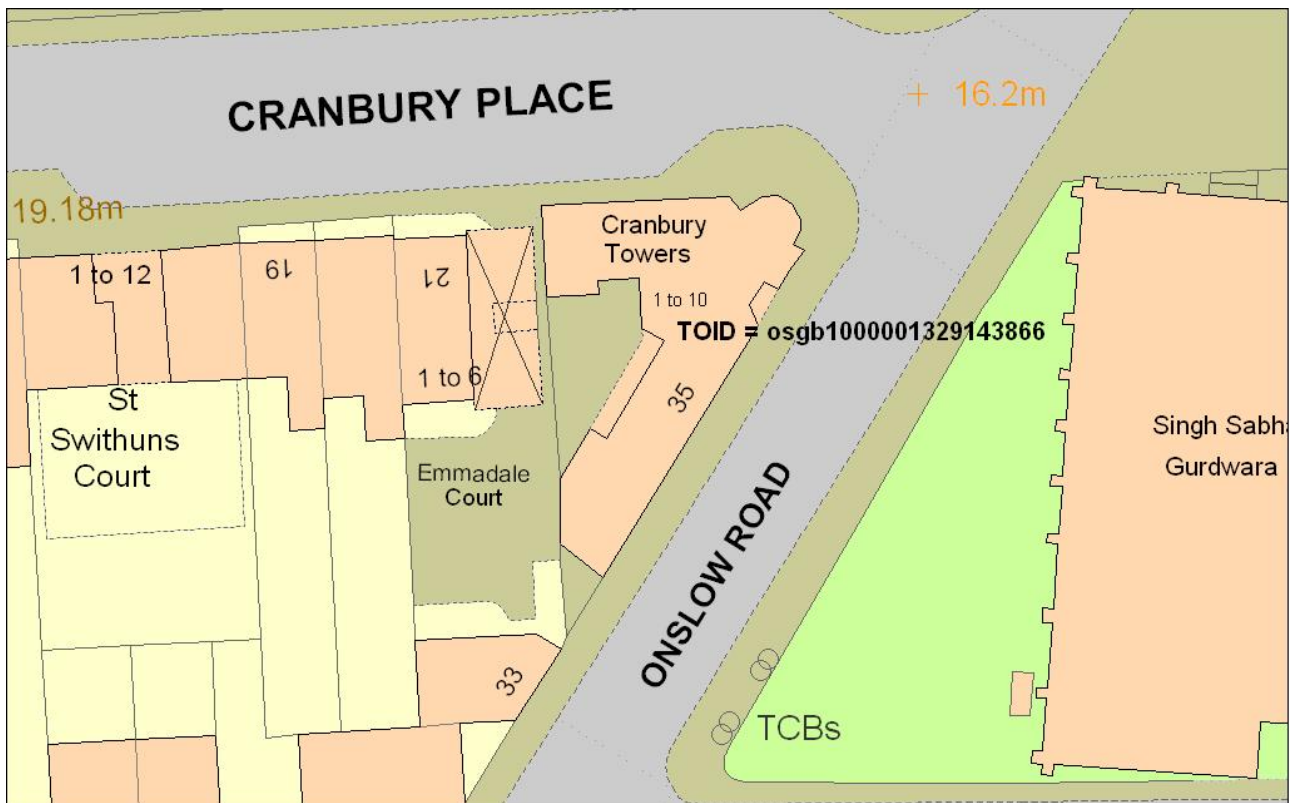 CRANBURY PLACE
+ 16.2m
19.18m
Cranbury
Towers
1 to 12
19
21
1 to 10
TOID = osgb1000001329143866
1 to 6
35
St
Swithuns
Court
Singh Sabha
Gurdwara
Emmadale
Court
ONSLOW ROAD
33
TCBs